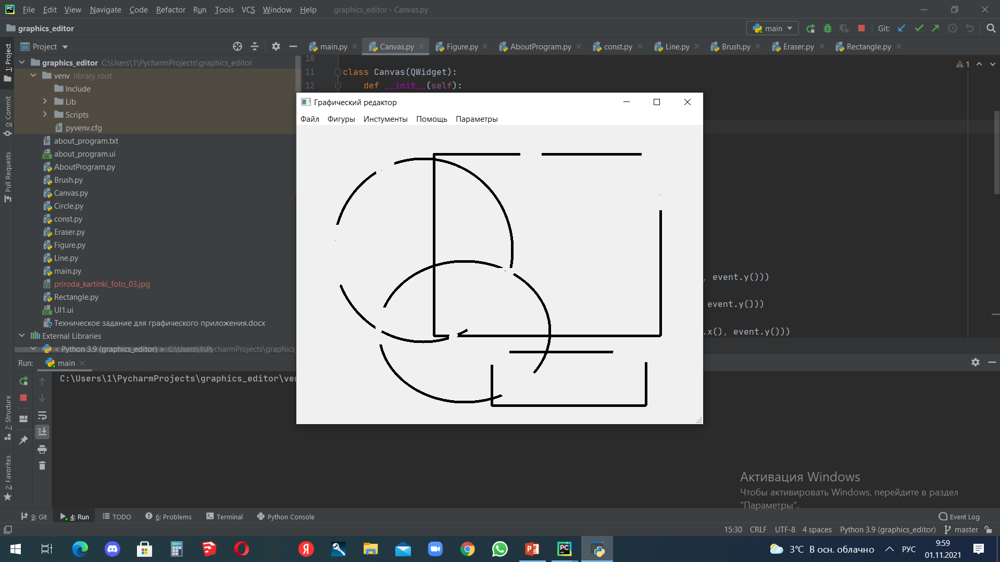 File Edit View Navigate Code Refactor Run Tools VCS Window Help graphics_editor - Canvas.py
graphics_editor
main
Git:
Project
main.py Canvas.py Figure.py AboutProgram.py const.py Line.py Brush.py Eraser.py Rectangle.py
graphics_editor C:\Users\1\PycharmProjects\graphics_editor
venv library root
Include
Lib
Scripts
pyvenv.cfg
about_program.txt
about_program.ui
AboutProgram.py
Brush.py
Canvas.py
Circle.py
const.py
Eraser.py
Figure.py
Line.py
main.py
priroda_kartinki_foto_03.jpg
Rectangle.py
UI1.ui
Техническое задание для графического приложения.docx
External Libraries
< Python 3.9 (graphics_editor) > C:\Users\1\PycharmProjects\graphics_
1: Project
0: Commit
Pull Requests
7: Structure
2: Favorites
10
11 class Canvas(QWidget):
12 def __init__(self):
1
, event.y()))
event.y()))
.x(), event.y()))
Графический редактор
Файл Фигуры Инстументы Помощь Параметры
Run: main
C:\Users\1\PycharmProjects\graphics_editor\ve
Активация Windows
Чтобы активировать Windows, перейдите в раздел
"Параметры".
9: Git 4: Run TODO 6: Problems Terminal Python Console Event Log
15:30 CRLF UTF-8 4 spaces Python 3.9 (graphics_editor) master
3°C В осн. облачно РУС 9:59
01.11.2021